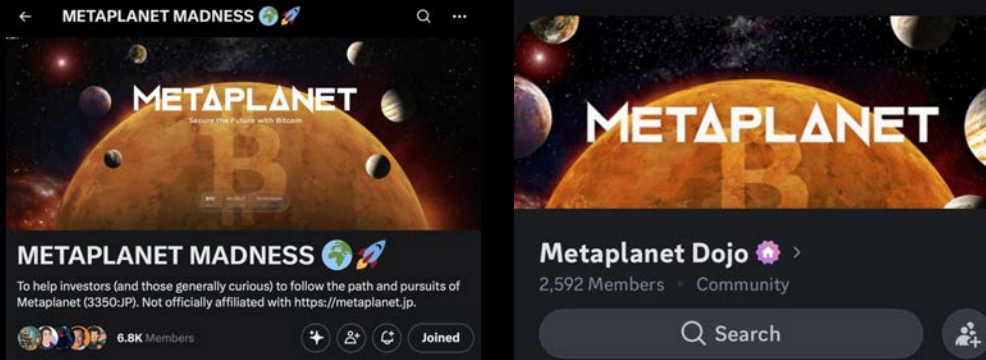 METAPLANET MADNESS 🌍🚀
METAPLANET
Secure the Future with Bitcoin
BTC
METAPLANET MADNESS 🌍🚀
To help investors (and those generally curious) to follow the path and pursuits of
Metaplanet (3350:JP). Not officially affiliated with https://metaplanet.jp.
6.8K Members
Joined
METAPLANET
Metaplanet Dojo
2,592 Members • Community
Search